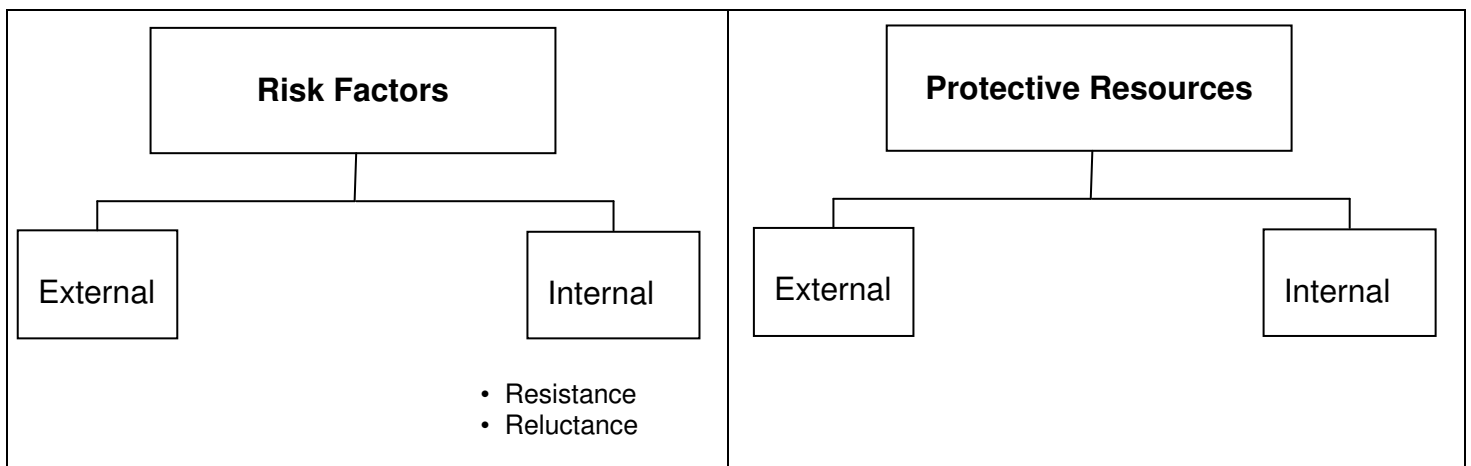 Risk Factors
External
Internal
• Resistance
• Reluctance
Protective Resources
External
Internal